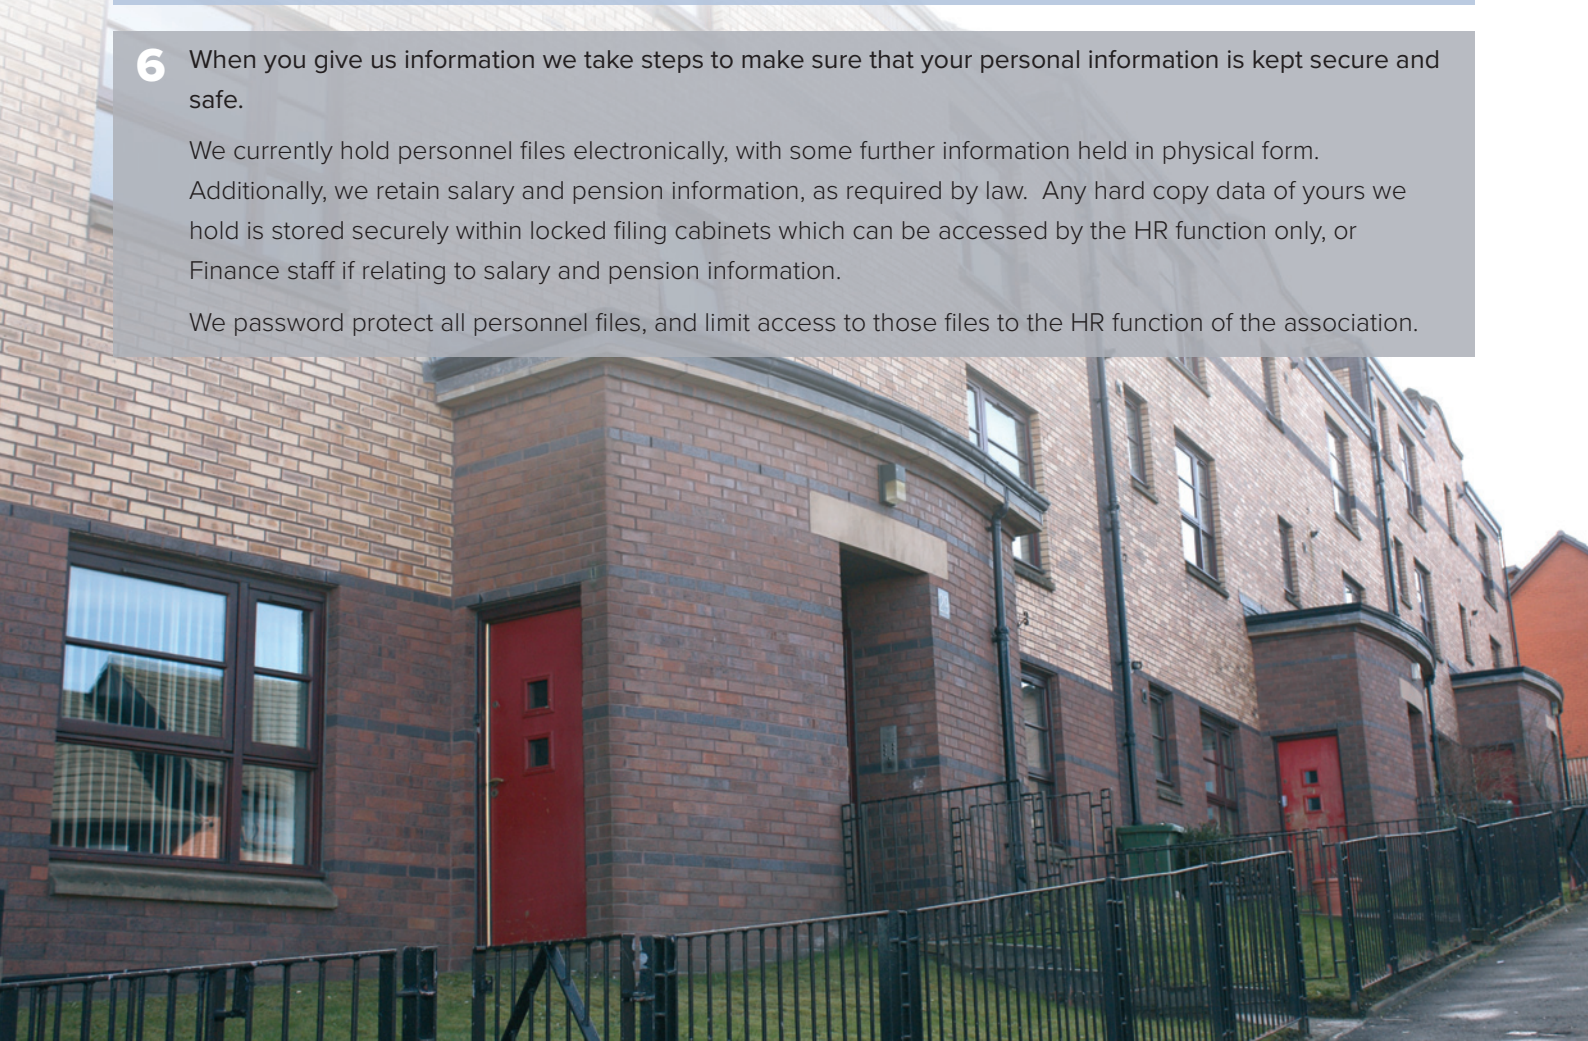 6 When you give us information we take steps to make sure that your personal information is kept secure and
safe.
We currently hold personnel files electronically, with some further information held in physical form.
Additionally, we retain salary and pension information, as required by law.  Any hard copy data of yours we
hold is stored securely within locked filing cabinets which can be accessed by the HR function only, or
Finance staff if relating to salary and pension information.
We password protect all personnel files, and limit access to those files to the HR function of the association.